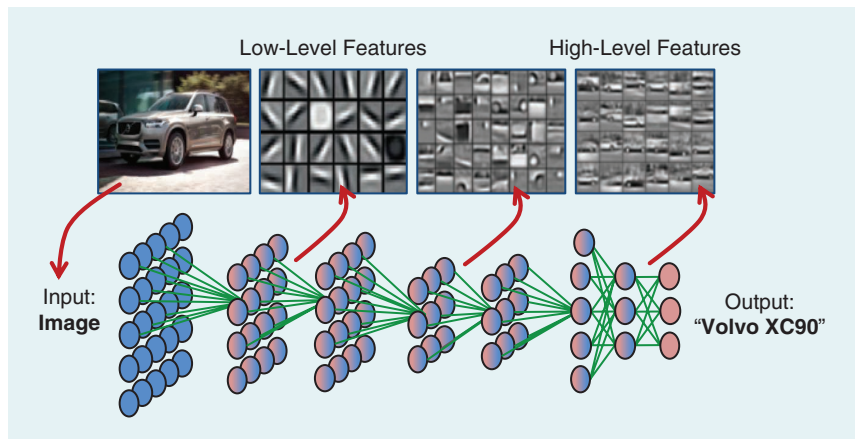 Low-Level Features
High-Level Features
Input:
Image
Output:
“Volvo XC90”